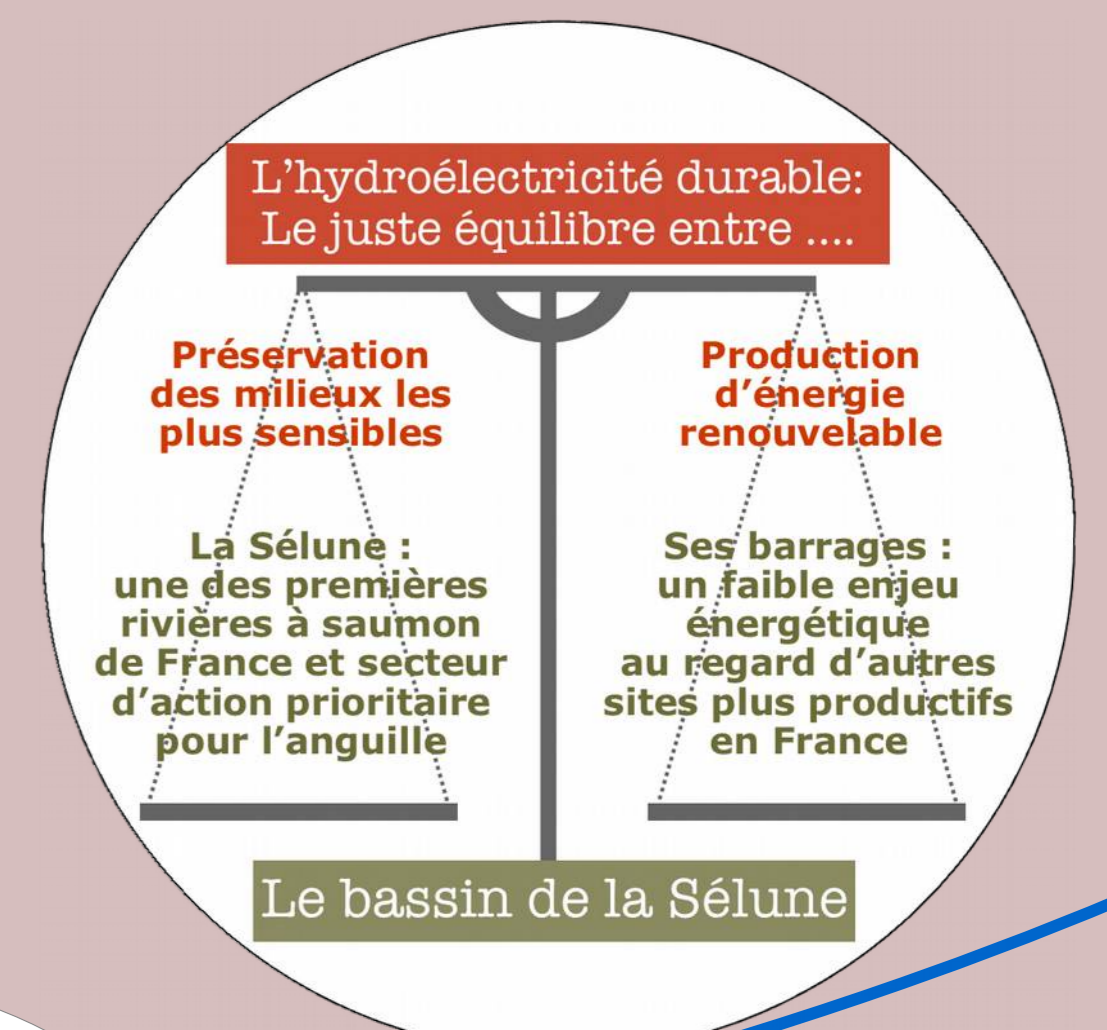 L'hydroélectricité durable:
Le juste équilibre entre ....
Préservation
des milieux les
plus sensibles
La Sélune :
une des premières
rivières à saumon
de France et secteur
d'action prioritaire
pour l'anguille
Production
d'énergie
renouvelable
Ses barrages :
un faible enjeu
énergétique
au regard d'autres
sites plus productifs
en France
Le bassin de la Sélune